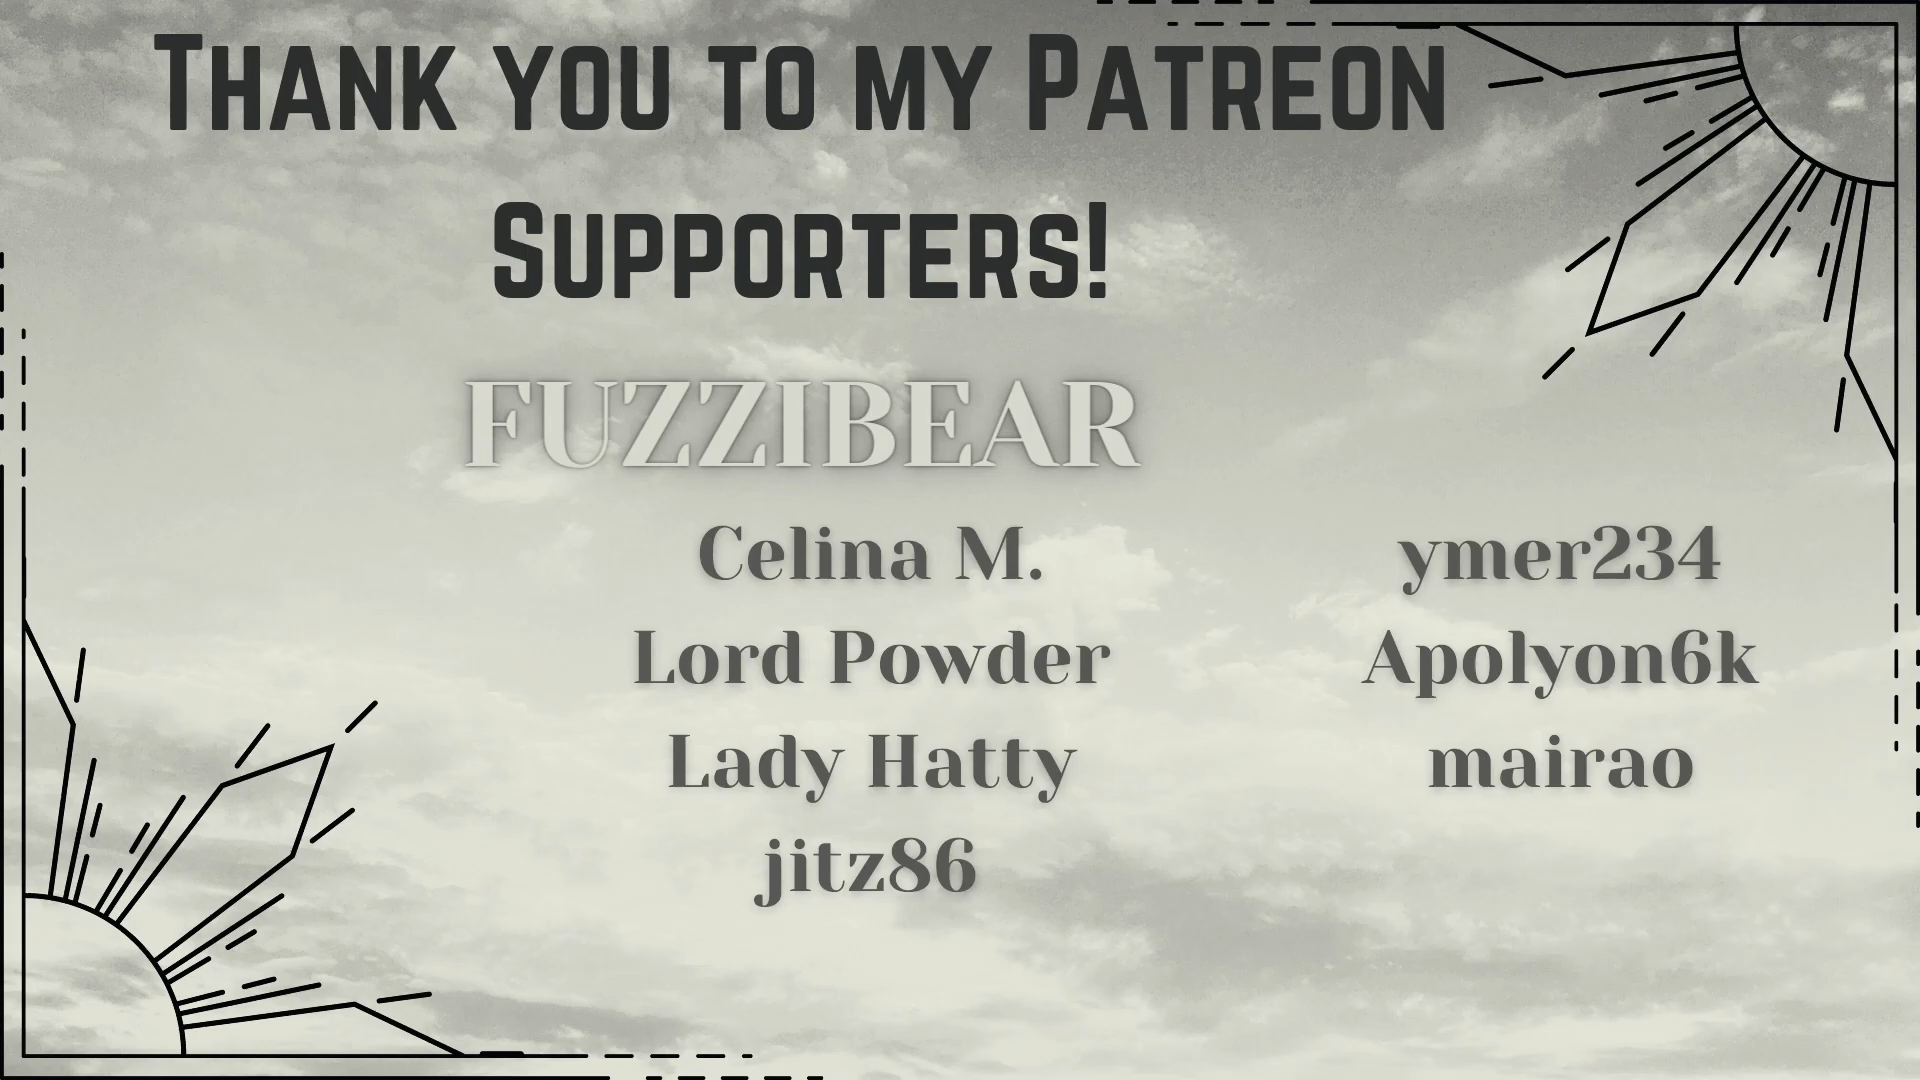 Thank you to my Patreon
Supporters!
FUZZIBEAR
Celina M.
Lord Powder
Lady Hatty
jitz86
ymer234
Apolyon6k
mairao